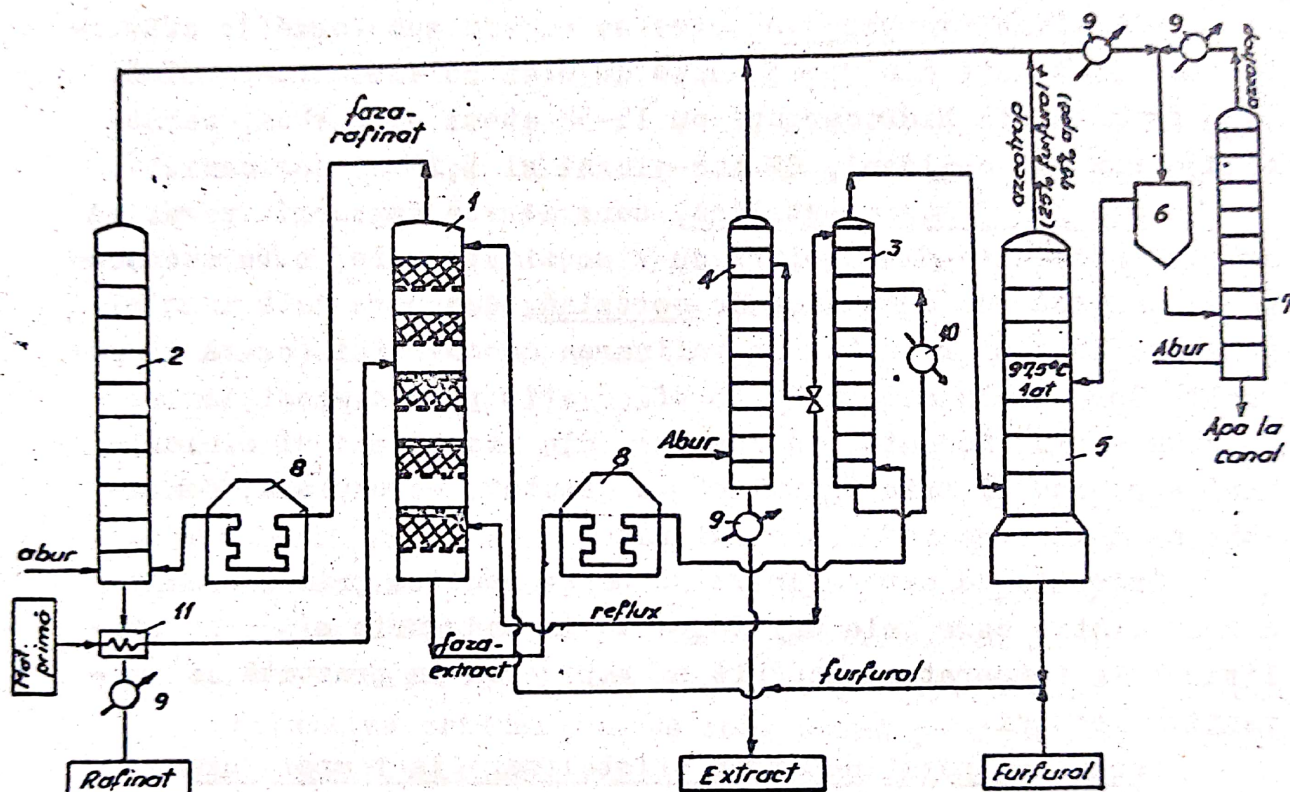 9
9
azeotrop
faza-
rafinat
azeotrop
(25% furfurol +
1
6
4
3
7
2
10
Abur
97,5°C
1at
Apa la
canal
8
Abur
8
5
9
abur
reflux
11
faza-
extract
Mat.
primă
furfurol
9
Rafinat
Extract
Furfurol